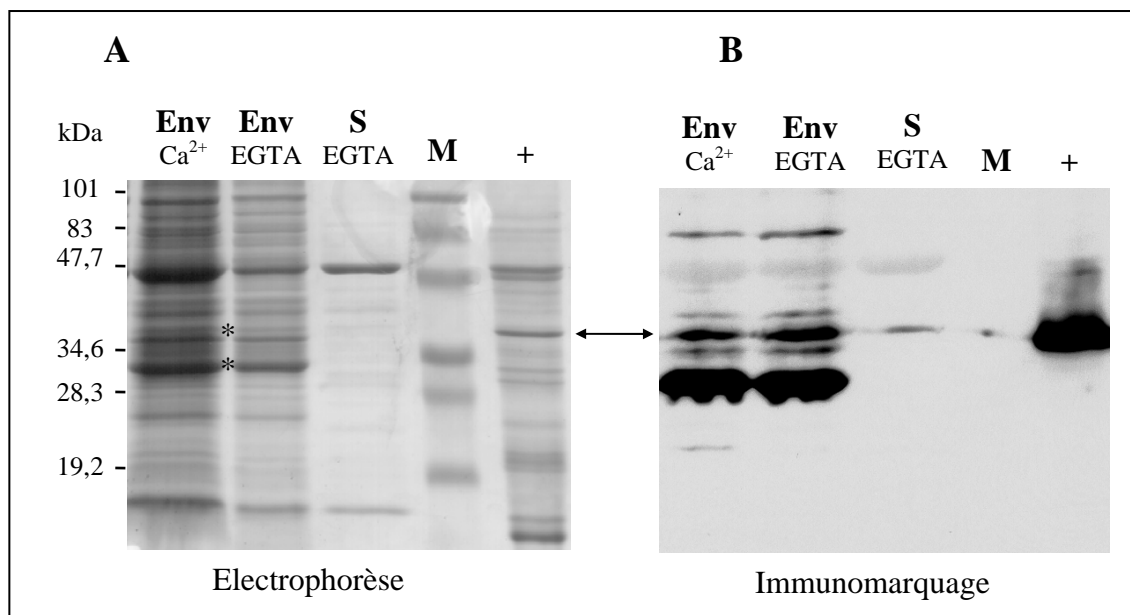 A
B
Env Env S M +
kDa Ca²⁺ EGTA EGTA
Env Env S M +
Ca²⁺ EGTA EGTA
101
83
47,7
*
34,6
*
28,3
19,2
Electrophorèse
Immunomarquage